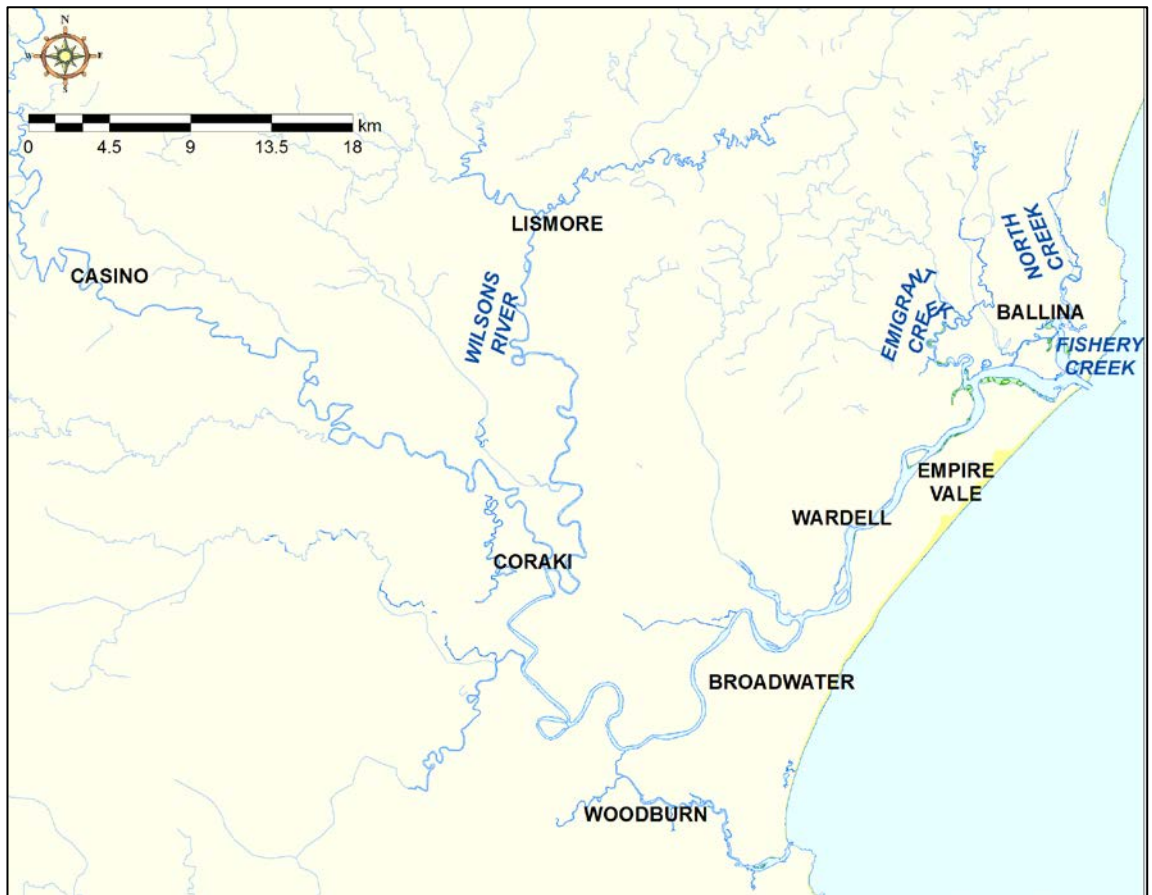 N
S
km
0 4.5 9 13.5 18
LISMORE
CASINO
WILSONS
RIVER
NORTH
CREEK
EMIGRANT
CREEK
BALLINA
FISHERY
CREEK
EMPIRE
VALE
WARDELL
CORAKI
BROADWATER
WOODBURN